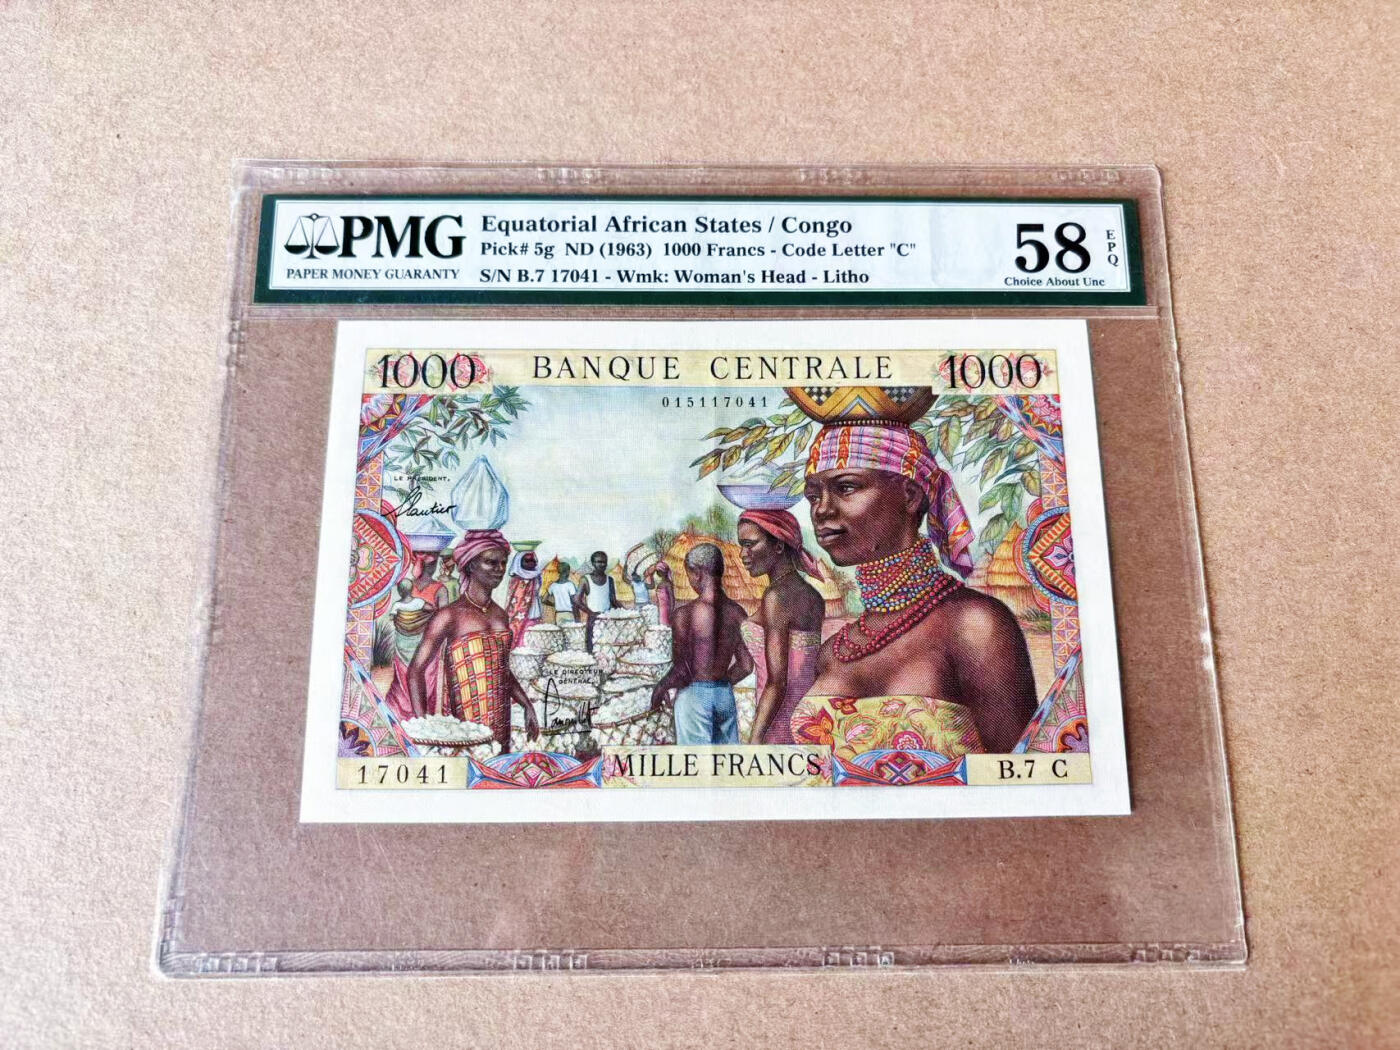 PMG
PAPER MONEY GUARANTY
Equatorial African States / Congo
Pick# 5g ND (1963) 1000 Francs - Code Letter "C"
S/N B.7 17041 - Wmk: Woman's Head - Litho
58
EPQ
Choice About Unc
1000 BANQUE CENTRALE 1000
015117041
LE PRÉSIDENT,
LE DIRECTEUR
GÉNÉRAL,
17041 MILLE FRANCS B.7 C